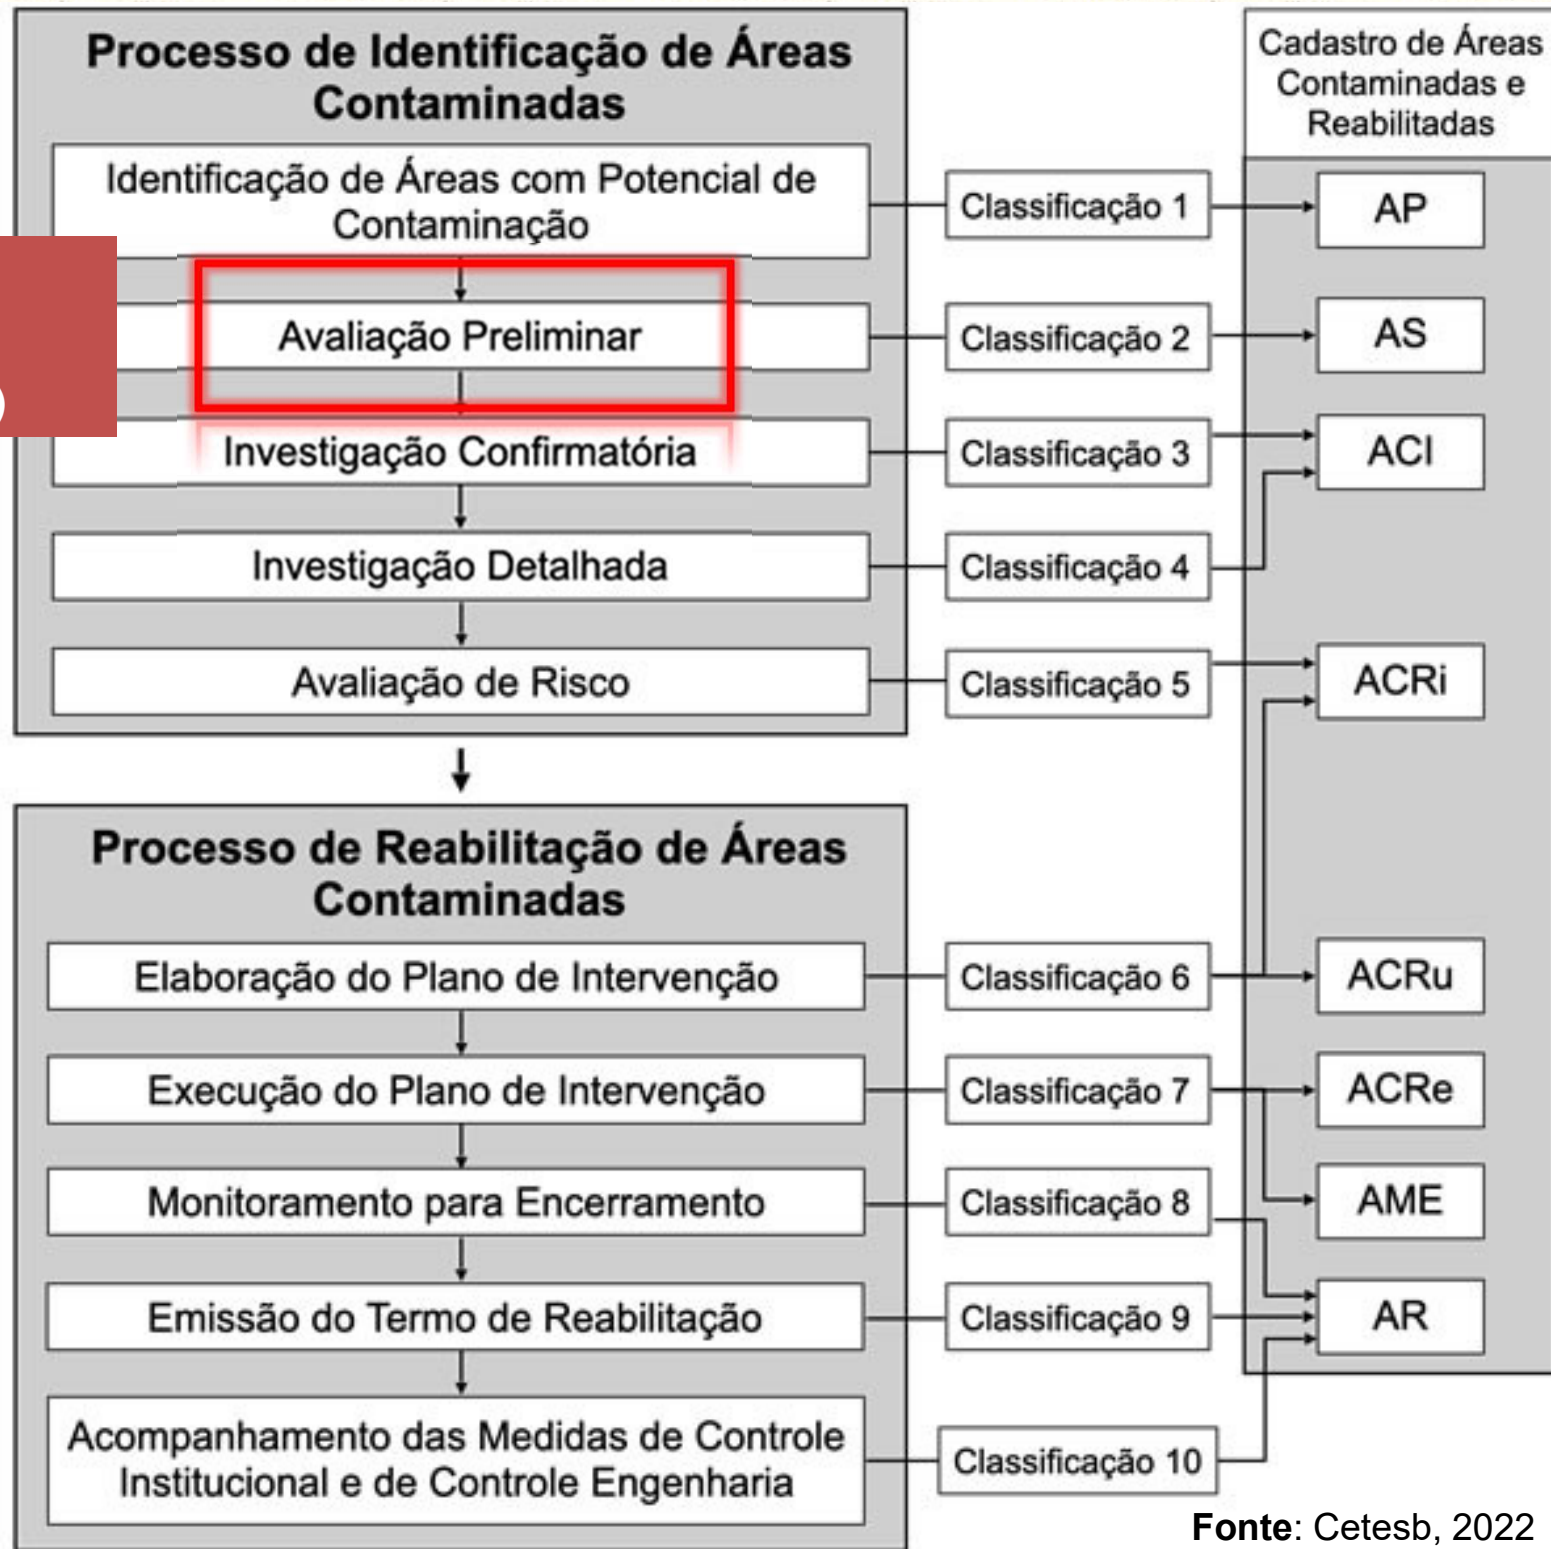 Processo de Identificação de Áreas
Contaminadas
Identificação de Áreas com Potencial de
Contaminação
Classificação 1
Avaliação Preliminar
Classificação 2
Investigação Confirmatória
Classificação 3
Investigação Detalhada
Classificação 4
Avaliação de Risco
Classificação 5
Processo de Reabilitação de Áreas
Contaminadas
Elaboração do Plano de Intervenção
Classificação 6
Execução do Plano de Intervenção
Classificação 7
Monitoramento para Encerramento
Classificação 8
Emissão do Termo de Reabilitação
Classificação 9
Acompanhamento das Medidas de Controle
Institucional e de Controle Engenharia
Classificação 10
Cadastro de Áreas
Contaminadas e
Reabilitadas
AP
AS
ACI
ACRi
ACRu
ACRe
AME
AR
Fonte: Cetesb, 2022